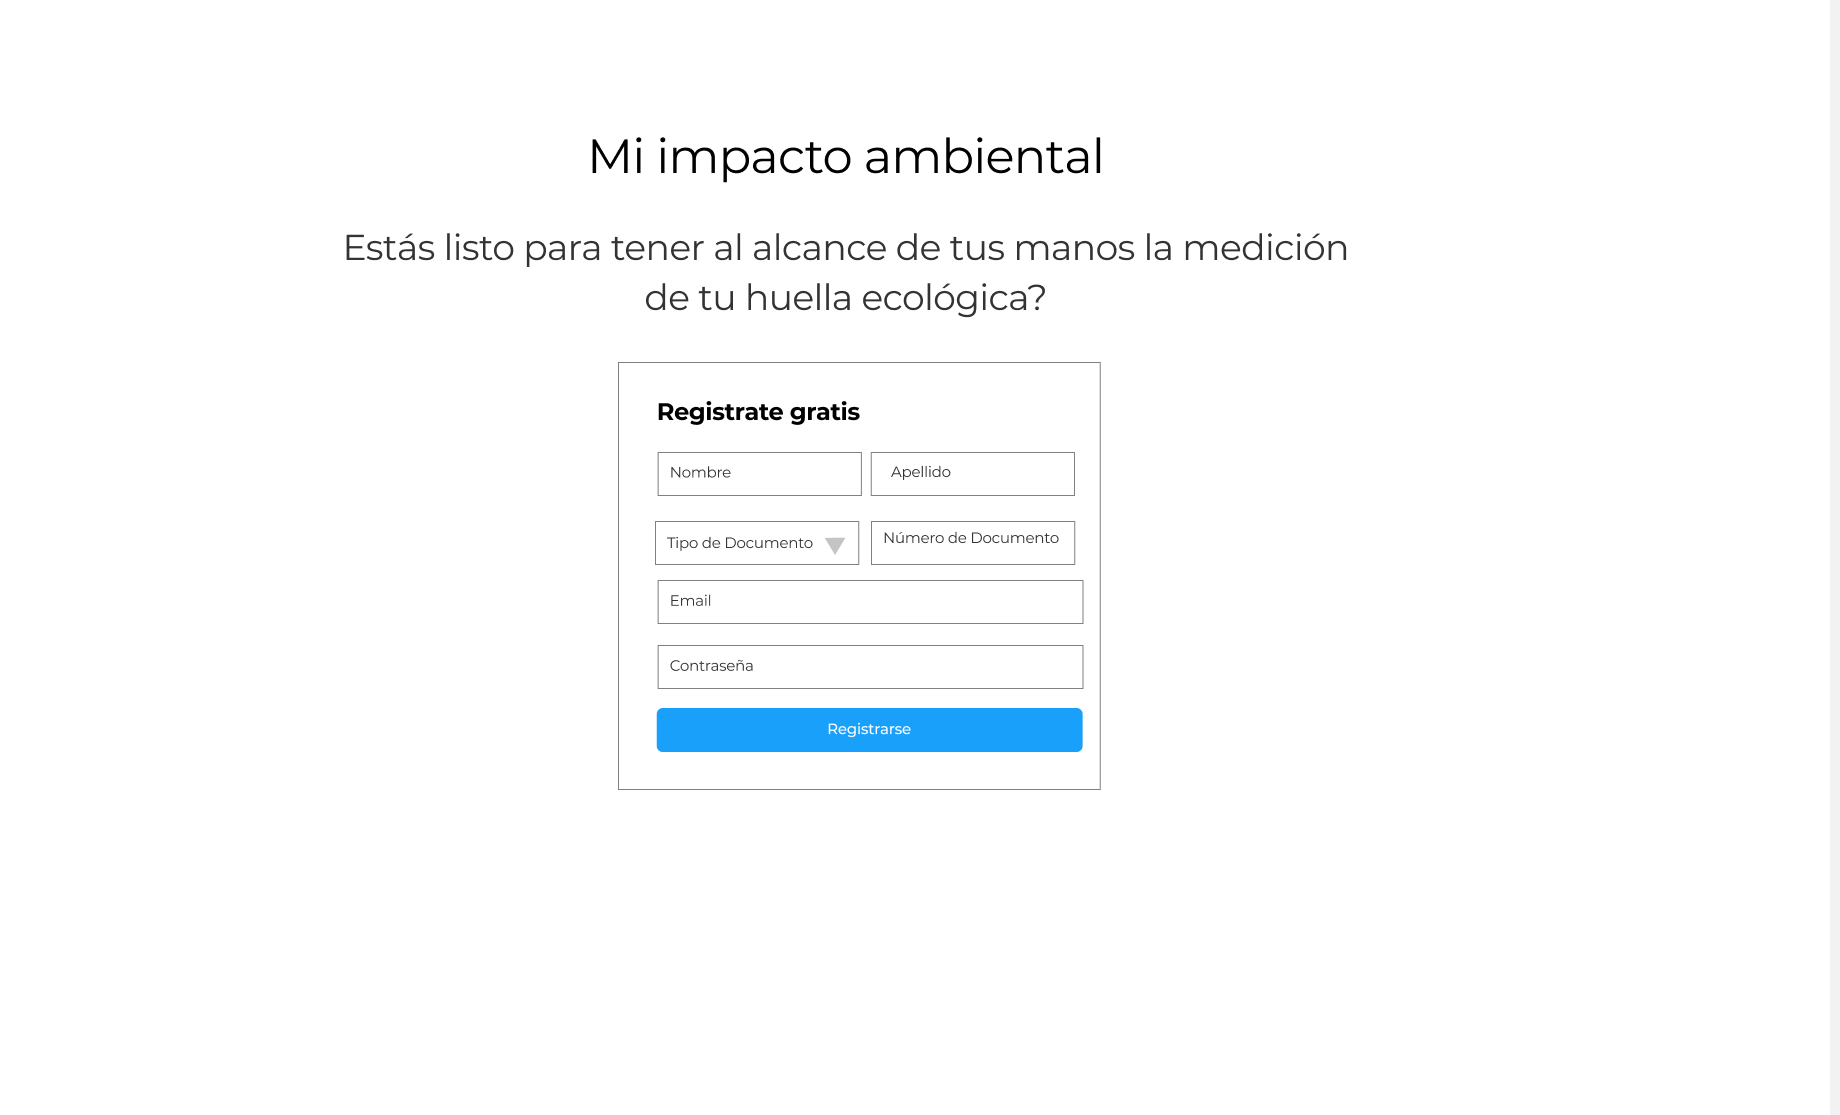 Mi impacto ambiental
Estás listo para tener al alcance de tus manos la medición
de tu huella ecológica?
Registrate gratis
Nombre
Apellido
Tipo de Documento
Número de Documento
Email
Contraseña
Registrarse